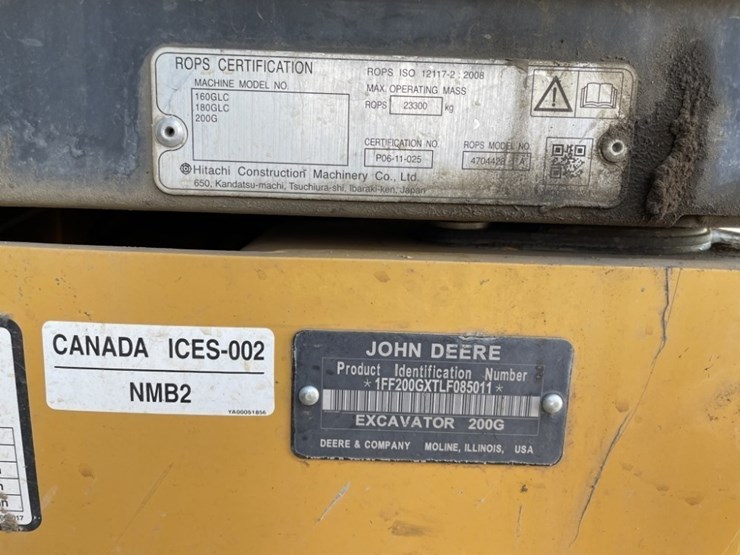 ROPS CERTIFICATION
MACHINE MODEL NO.
160GLC
180GLC
200G
ROPS ISO 12117-2 : 2008
MAX. OPERATING MASS
ROPS 23300 kg
CERTIFICATION NO.
P06-11-025
ROPS MODEL NO.
4704428 A
Hitachi Construction Machinery Co., Ltd.
650, Kandatsu-machi, Tsuchiura-shi, Ibaraki-ken, Japan
CANADA ICES-002
NMB2
YA00051856
JOHN DEERE
Product Identification Number
*1FF200GXTLF085011*
EXCAVATOR 200G
DEERE & COMPANY MOLINE, ILLINOIS, USA